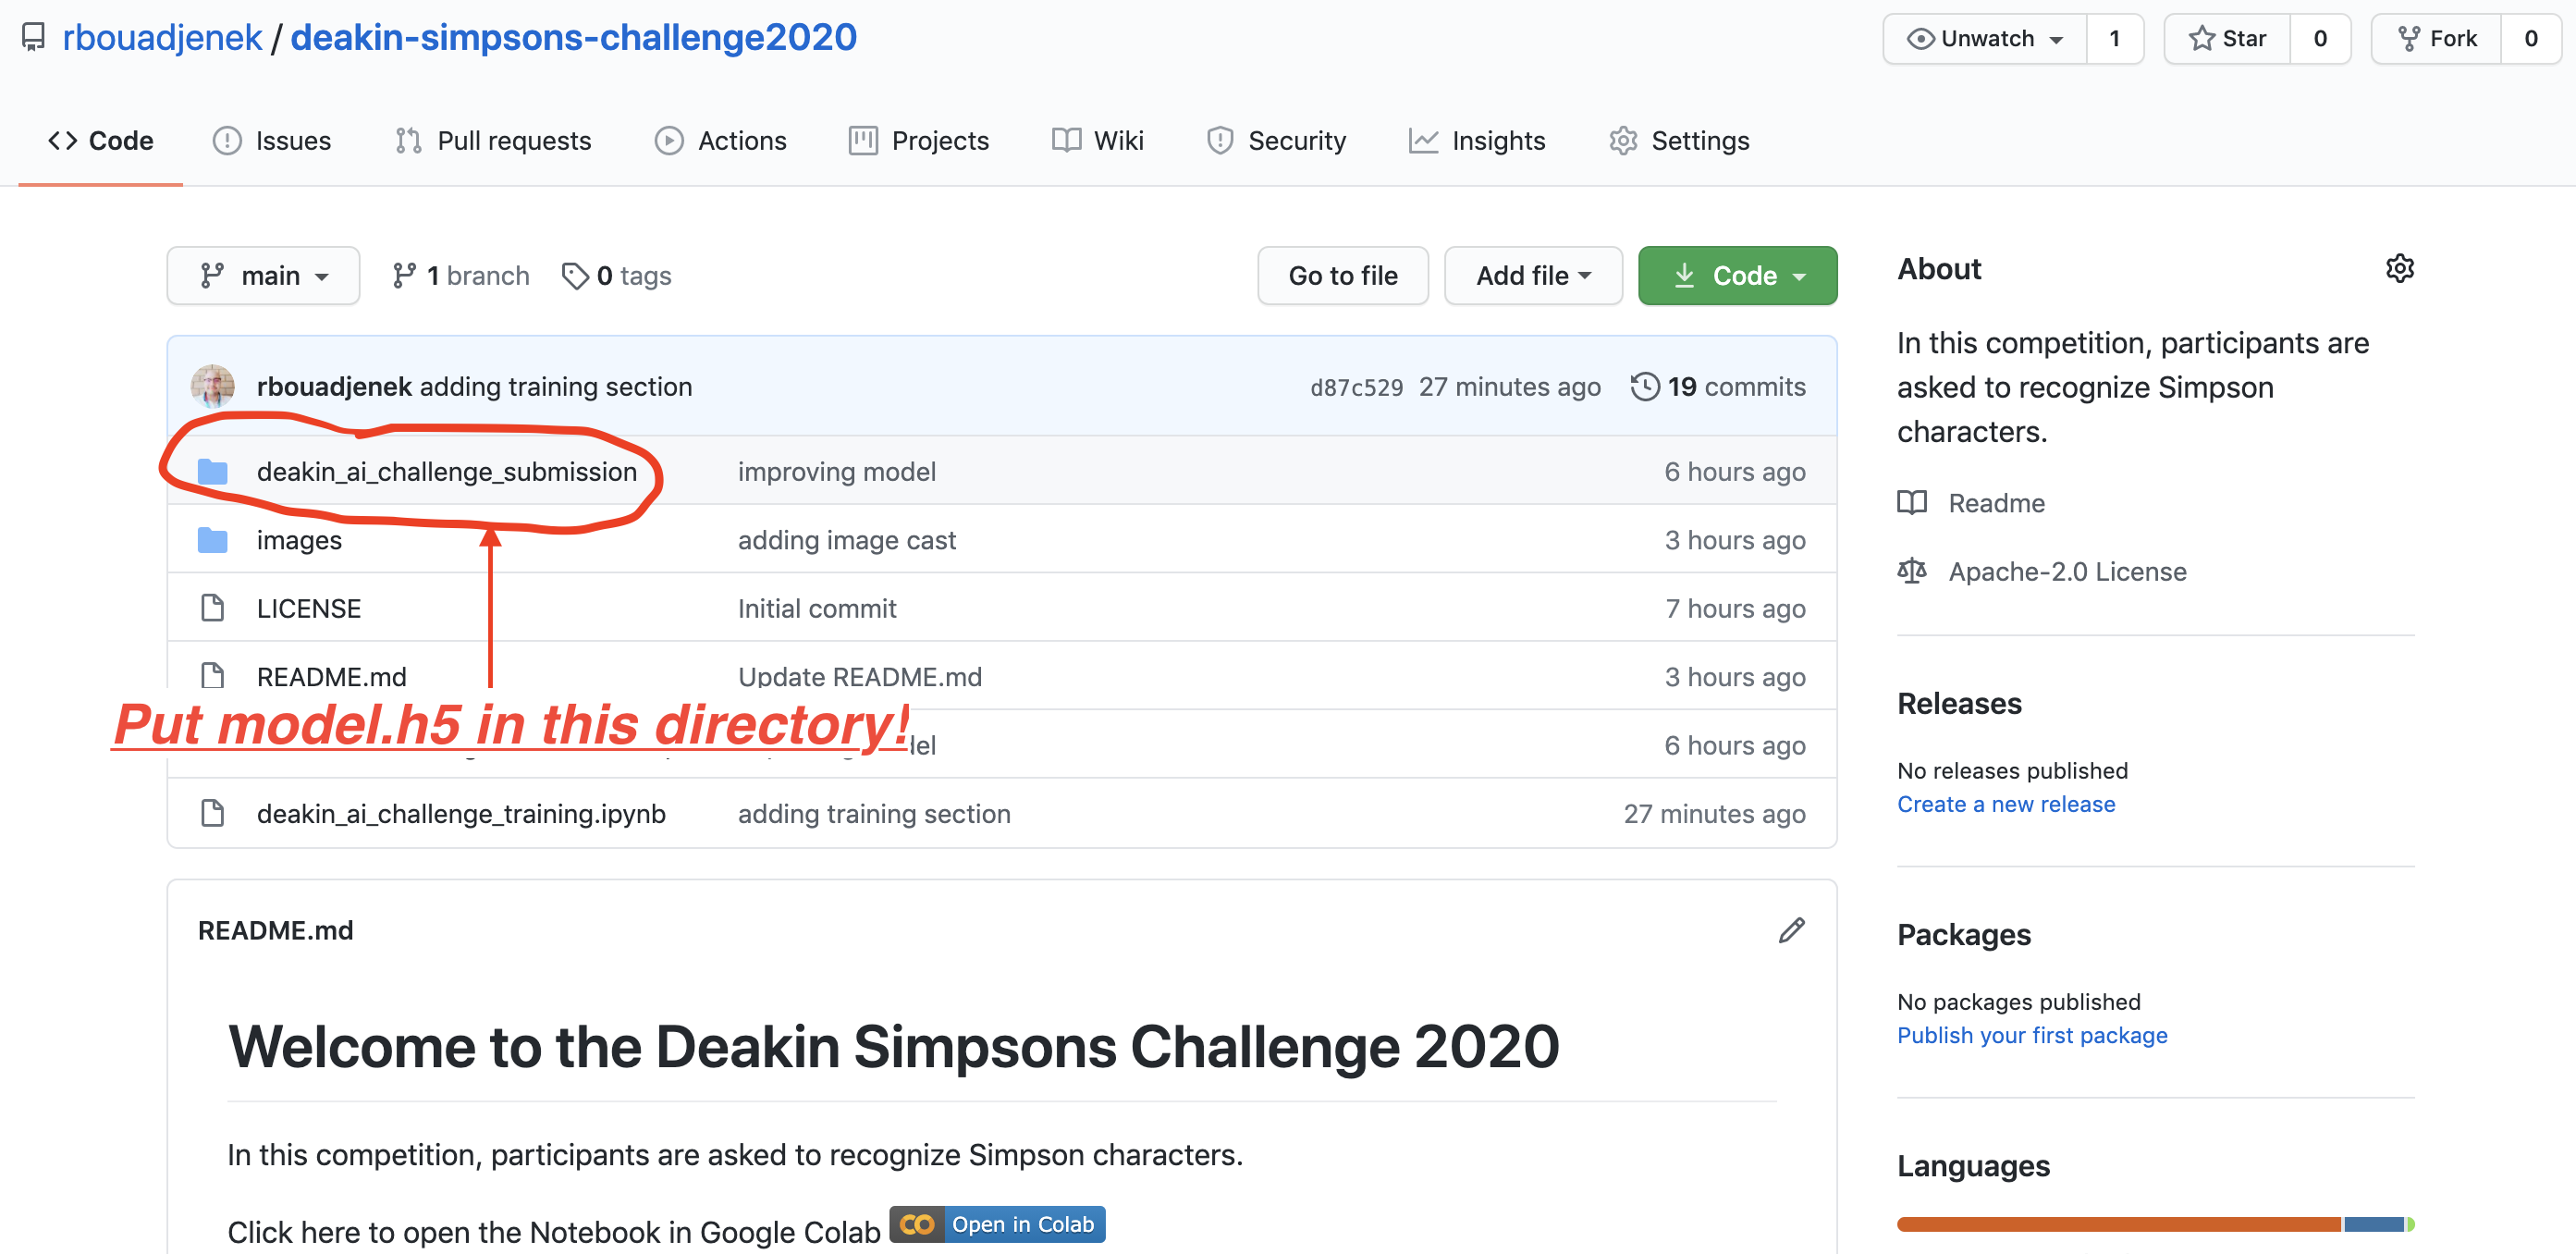 rbouadjenek / deakin-simpsons-challenge2020
Unwatch 1 Star 0 Fork 0
Code Issues Pull requests Actions Projects Wiki Security Insights Settings
main 1 branch 0 tags Go to file Add file Code
rbouadjenek adding training section d87c529 27 minutes ago 19 commits
deakin_ai_challenge_submission improving model 6 hours ago
images adding image cast 3 hours ago
LICENSE Initial commit 7 hours ago
README.md Update README.md 3 hours ago
Put model.h5 in this directory!
6 hours ago
deakin_ai_challenge_training.ipynb adding training section 27 minutes ago
README.md
Welcome to the Deakin Simpsons Challenge 2020
In this competition, participants are asked to recognize Simpson characters.
Click here to open the Notebook in Google Colab Open in Colab
About
In this competition, participants are
asked to recognize Simpson
characters.
Readme
Apache-2.0 License
Releases
No releases published
Create a new release
Packages
No packages published
Publish your first package
Languages